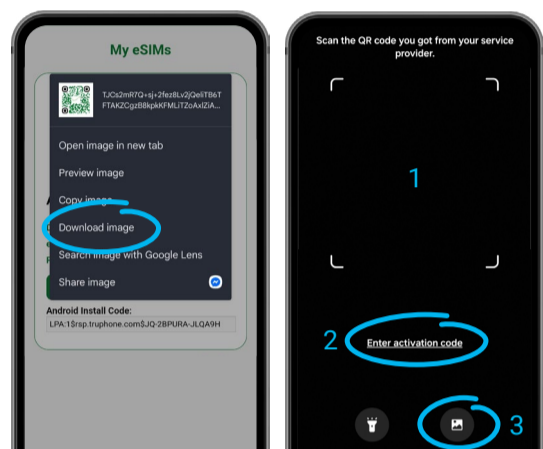 My eSIMs
TJCs2mR7Q+sj+2fez8Lv2jQeliTB6T
FTAKZCgzB8kpkKFMLiTZoAxlZiA...
Open image in new tab
Preview image
Copy image
Download image
Search image with Google Lens
Share image
Android Install Code:
LPA:1$rsp.truphone.com$JQ-2BPURA-JLQA9H
Scan the QR code you got from your service
provider.
1
2
Enter activation code
3